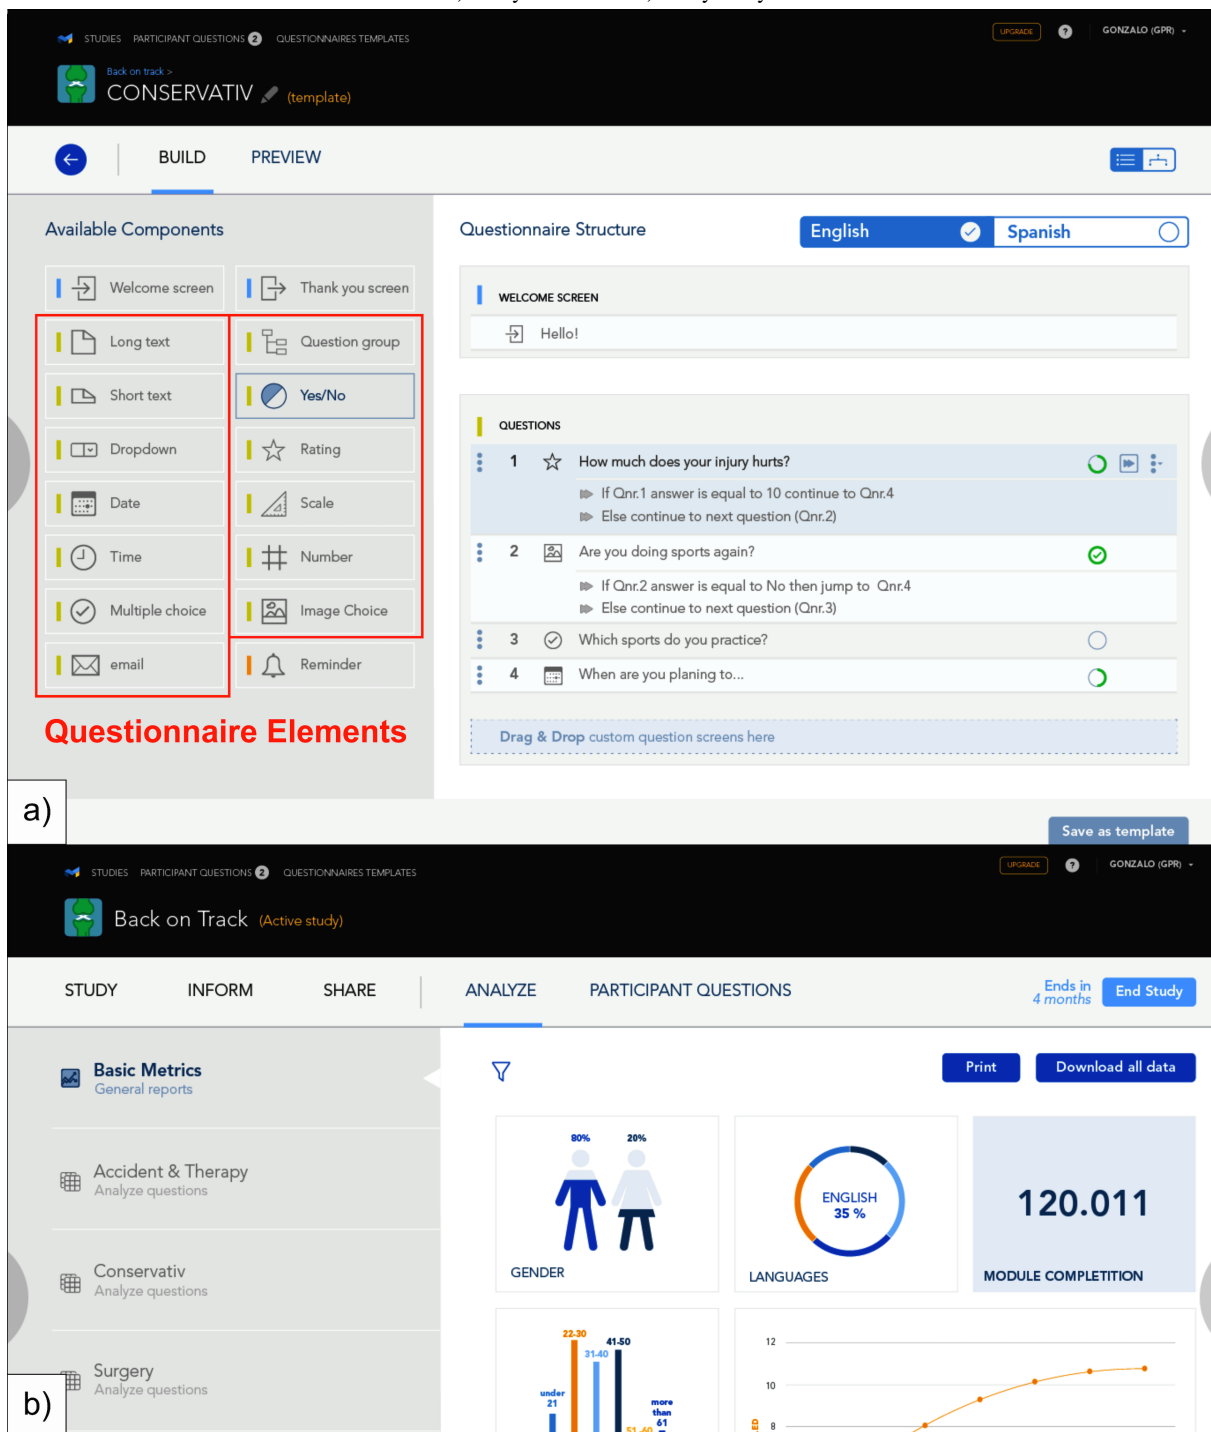 STUDIES PARTICIPANT QUESTIONS 2 QUESTIONNAIRES TEMPLATES
UPGRADE ? GONZALO (GPR)
Back on track >
CONSERVATIV (template)
BUILD PREVIEW
Available Components
Welcome screen Thank you screen
Long text Question group
Short text Yes/No
Dropdown Rating
Date Scale
Time Number
Multiple choice Image Choice
email Reminder
Questionnaire Elements
Questionnaire Structure
English Spanish
WELCOME SCREEN
Hello!
QUESTIONS
1 How much does your injury hurts?
If Qnr.1 answer is equal to 10 continue to Qnr.4
Else continue to next question (Qnr.2)
2 Are you doing sports again?
If Qnr.2 answer is equal to No then jump to Qnr.4
Else continue to next question (Qnr.3)
3 Which sports do you practice?
4 When are you planing to...
Drag & Drop custom question screens here
a)
Save as template
STUDIES PARTICIPANT QUESTIONS 2 QUESTIONNAIRES TEMPLATES
UPGRADE ? GONZALO (GPR)
Back on Track (Active study)
STUDY INFORM SHARE ANALYZE PARTICIPANT QUESTIONS
Ends in
4 months
End Study
Basic Metrics
General reports
Accident & Therapy
Analyze questions
Conservativ
Analyze questions
Surgery
Analyze questions
b)
Print Download all data
80% 20%
GENDER
ENGLISH
35 %
LANGUAGES
120.011
MODULE COMPLETITION
22-30
41-50
31-40
under
21
more
than
61
51-60
12
10
8